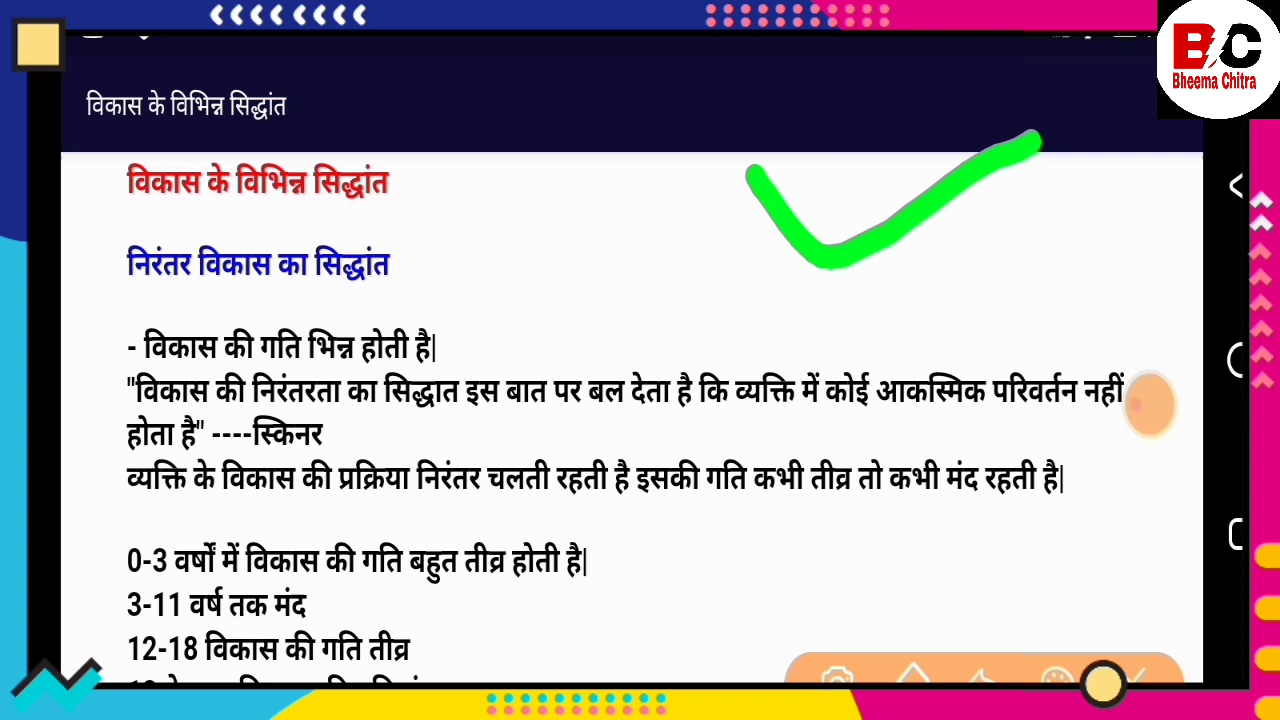 BC
Bheema Chitra
विकास के विभिन्न सिद्धांत
विकास के विभिन्न सिद्धांत
निरंतर विकास का सिद्धांत
- विकास की गति भिन्न होती है|
"विकास की निरंतरता का सिद्धात इस बात पर बल देता है कि व्यक्ति में कोई आकस्मिक परिवर्तन नहीं
होता है" ----स्किनर
व्यक्ति के विकास की प्रक्रिया निरंतर चलती रहती है इसकी गति कभी तीव्र तो कभी मंद रहती है|
0-3 वर्षों में विकास की गति बहुत तीव्र होती है|
3-11 वर्ष तक मंद
12-18 विकास की गति तीव्र